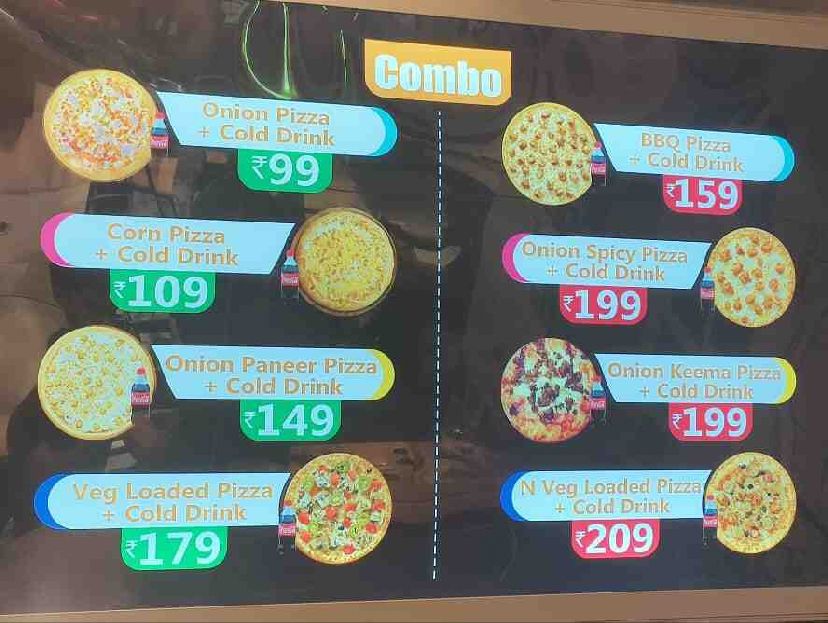 Combo
Onion Pizza
+ Cold Drink
₹99
Corn Pizza
+ Cold Drink
₹109
Onion Paneer Pizza
+ Cold Drink
₹149
Veg Loaded Pizza
+ Cold Drink
₹179
BBQ Pizza
+ Cold Drink
₹159
Onion Spicy Pizza
+ Cold Drink
₹199
Onion Keema Pizza
+ Cold Drink
₹199
N Veg Loaded Pizza
+ Cold Drink
₹209